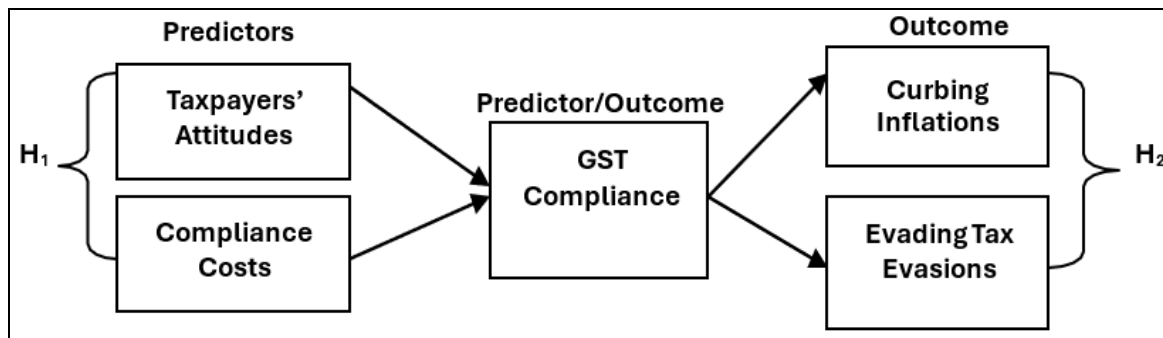 Predictors
Taxpayers’
Attitudes
H₁
Compliance
Costs
Predictor/Outcome
GST
Compliance
Outcome
Curbing
Inflations
H₂
Evading Tax
Evasions